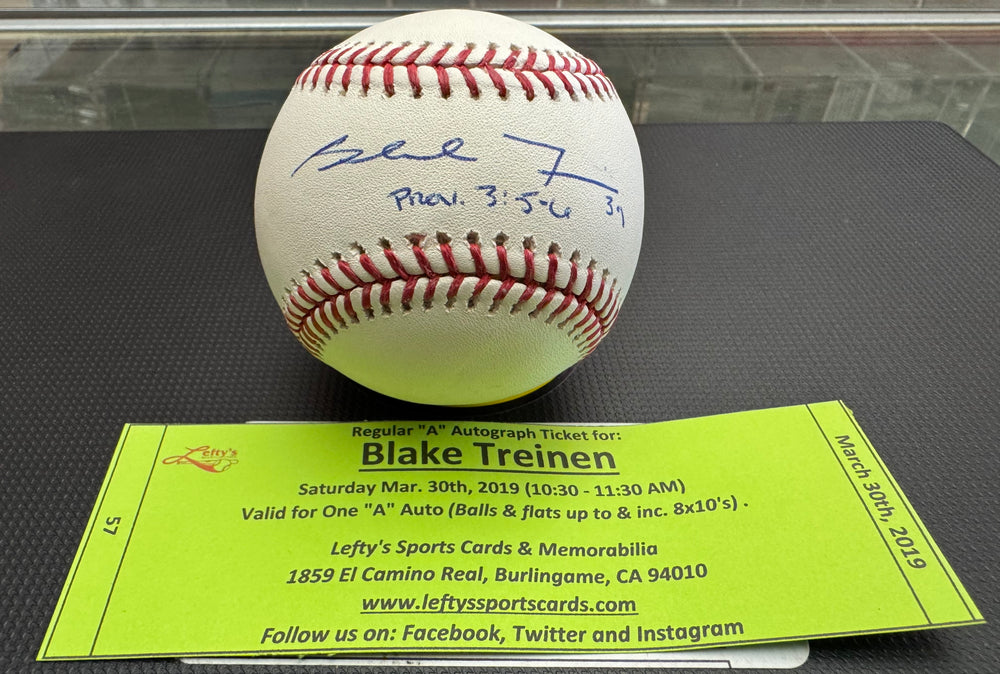 Blake Treinen
Prov. 3:5-6 39
Regular "A" Autograph Ticket for:
Blake Treinen
Saturday Mar. 30th, 2019 (10:30 - 11:30 AM)
Valid for One "A" Auto (Balls & flats up to & inc. 8x10's) .
Lefty's Sports Cards & Memorabilia
1859 El Camino Real, Burlingame, CA 94010
www.leftyssportscards.com
Follow us on: Facebook, Twitter and Instagram
Lefty's
57
March 30th, 2019